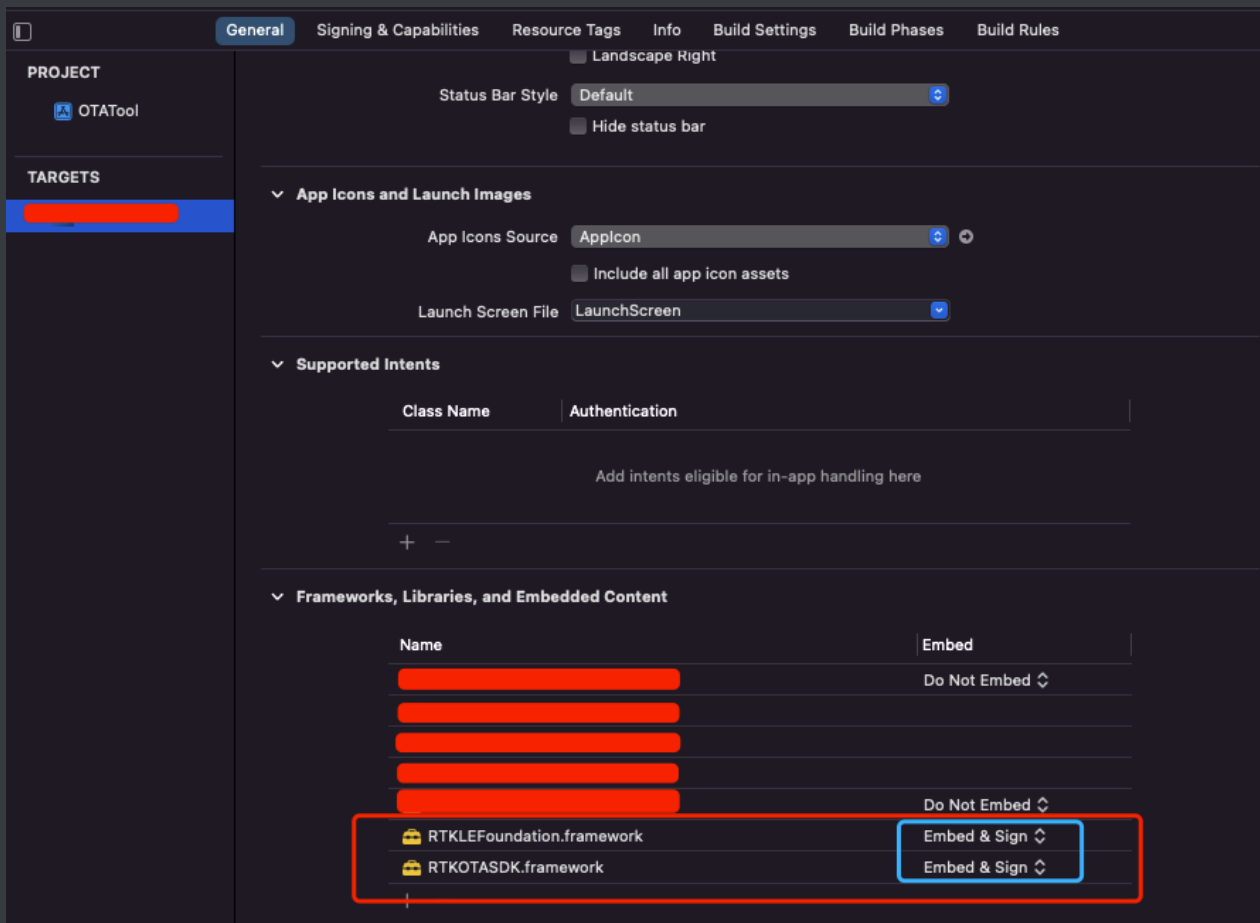 General Signing & Capabilities Resource Tags Info Build Settings Build Phases Build Rules
PROJECT
OTATool
TARGETS
Landscape Right
Status Bar Style Default
Hide status bar
App Icons and Launch Images
App Icons Source AppIcon
Include all app icon assets
Launch Screen File LaunchScreen
Supported Intents
Class Name Authentication
Add intents eligible for in-app handling here
Frameworks, Libraries, and Embedded Content
Name Embed
Do Not Embed
Do Not Embed
RTKLEFoundation.framework Embed & Sign
RTKOTASDK.framework Embed & Sign